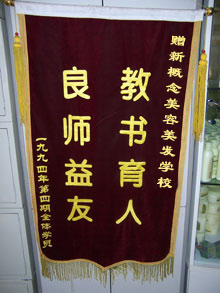 赠新概念美容美发学校
教书育人
良师益友
一九九四年第四期全体学班